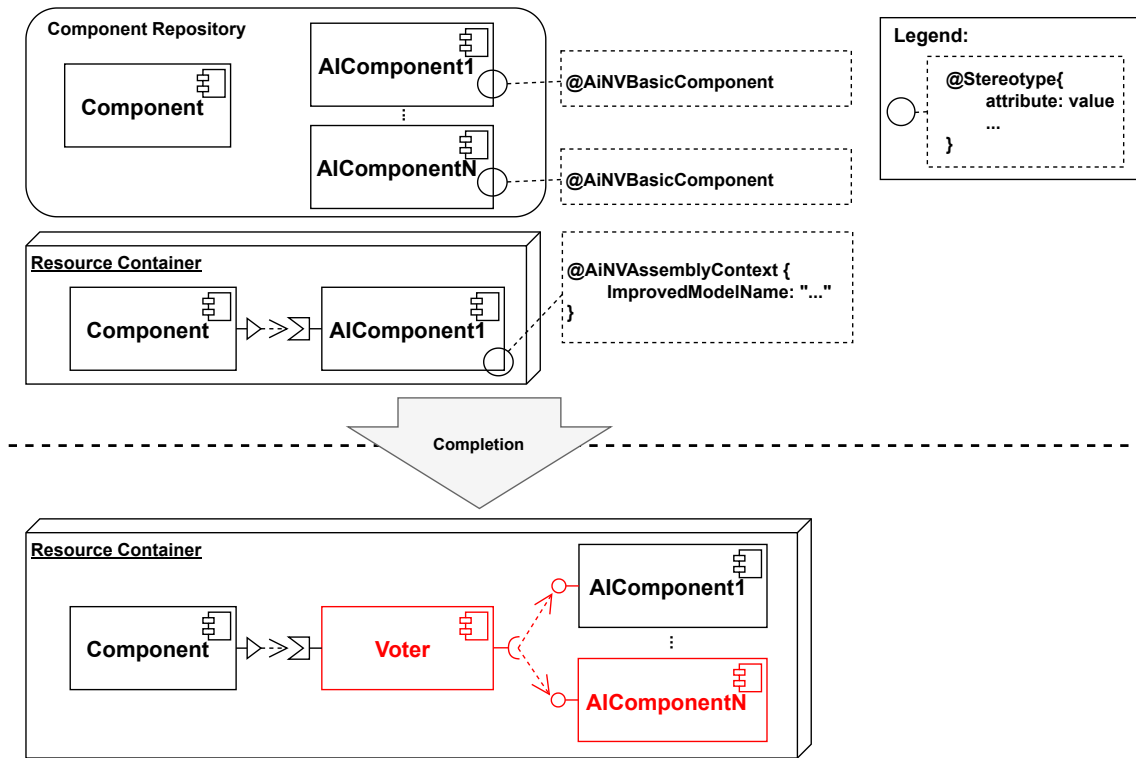 Component Repository
Component
AIComponent1
...
AIComponentN
@AiNVBasicComponent
@AiNVBasicComponent
Legend:
@Stereotype{
attribute: value
...
}
Resource Container
Component
AIComponent1
@AiNVAssemblyContext {
ImprovedModelName: "..."
}
Completion
Resource Container
Component
Voter
AIComponent1
...
AIComponentN